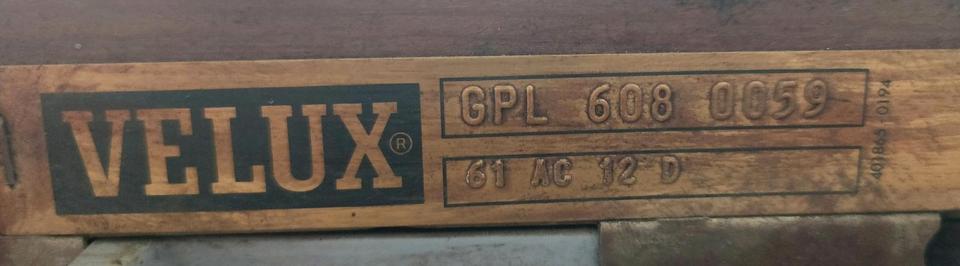 VELUX®
GPL 608 0059
61 AC 12 D
401865 0194